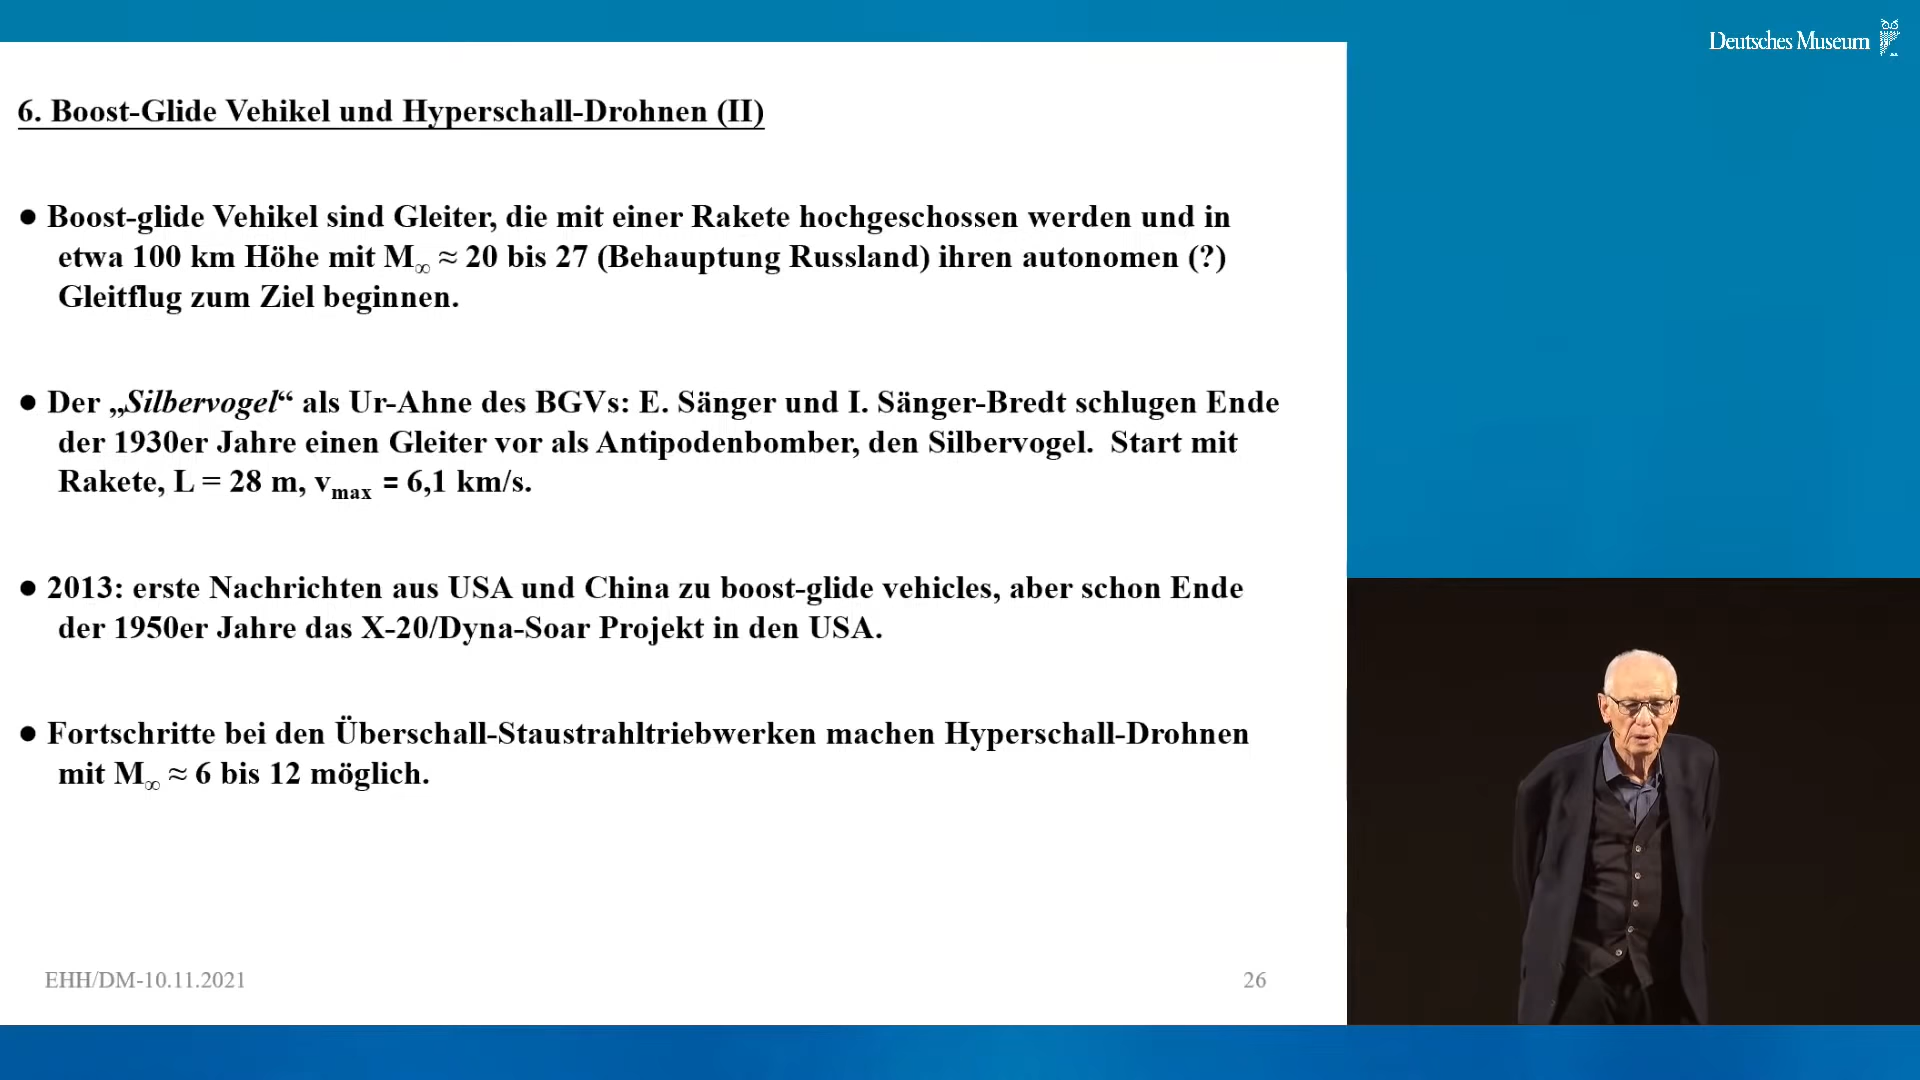 Deutsches Museum
6. Boost-Glide Vehikel und Hyperschall-Drohnen (II)
● Boost-glide Vehikel sind Gleiter, die mit einer Rakete hochgeschossen werden und in
etwa 100 km Höhe mit M∞ ≈ 20 bis 27 (Behauptung Russland) ihren autonomen (?)
Gleitflug zum Ziel beginnen.
● Der „Silbervogel“ als Ur-Ahne des BGVs: E. Sänger und I. Sänger-Bredt schlugen Ende
der 1930er Jahre einen Gleiter vor als Antipodenbomber, den Silbervogel. Start mit
Rakete, L = 28 m, vmax = 6,1 km/s.
● 2013: erste Nachrichten aus USA und China zu boost-glide vehicles, aber schon Ende
der 1950er Jahre das X-20/Dyna-Soar Projekt in den USA.
● Fortschritte bei den Überschall-Staustrahltriebwerken machen Hyperschall-Drohnen
mit M∞ ≈ 6 bis 12 möglich.
EHH/DM-10.11.2021
26